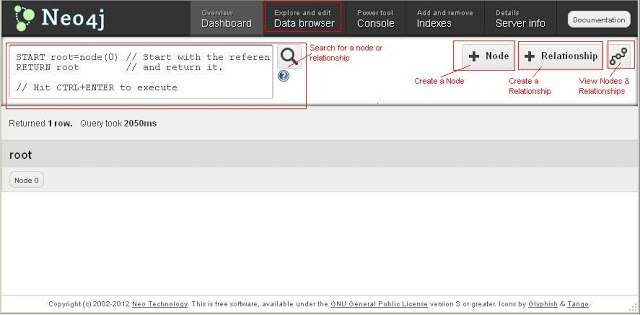 Neo4j
Overview
Dashboard
Explore and edit
Data browser
Power tool
Console
Add and remove
Indexes
Details
Server info
Documentation
START root=node(0) // Start with the referen
RETURN root // and return it.
// Hit CTRL+ENTER to execute
Search for a node or
relationship
Node
Relationship
Create a Node
Create a
Relationship
View Nodes &
Relationships
Returned 1 row. Query took 2050ms
root
Node 0
Copyright (c) 2002-2012 Neo Technology. This is free software, available under the GNU General Public License version 3 or greater. Icons by Glyphish & Tango.